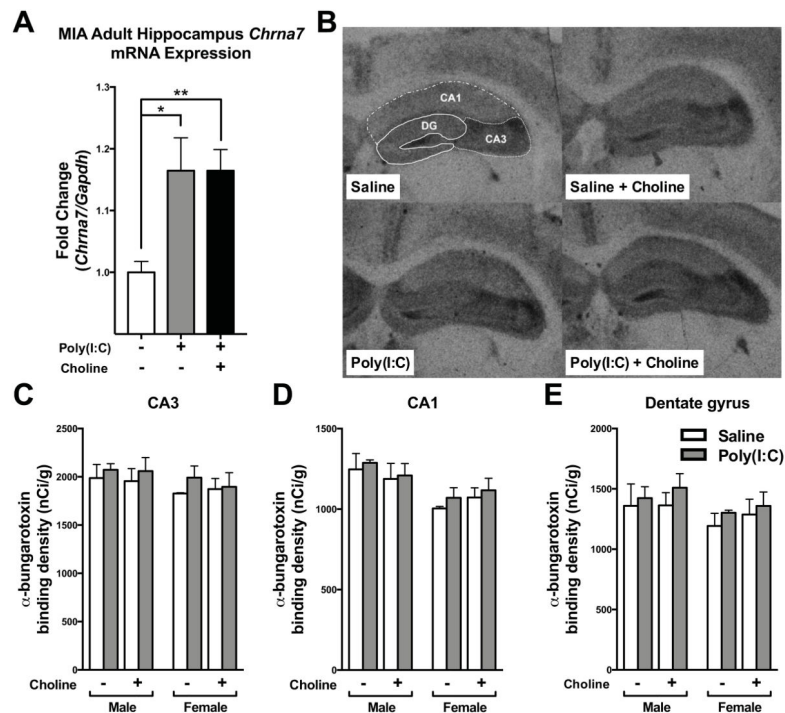 A
MIA Adult Hippocampus Chrna7
mRNA Expression
Fold Change
(Chrna7/Gapdh)
1.3
1.2
1.1
1.0
*
**
Poly(I:C) - + +
Choline - - +
B
CA1
DG
CA3
Saline
Saline + Choline
Poly(I:C)
Poly(I:C) + Choline
C
CA3
α-bungarotoxin
binding density (nCi/g)
2500
2000
1500
1000
500
0
Choline - + - +
Male Female
D
CA1
α-bungarotoxin
binding density (nCi/g)
1500
1000
500
0
- + - +
Male Female
E
Dentate gyrus
Saline
Poly(I:C)
α-bungarotoxin
binding density (nCi/g)
2000
1500
1000
500
0
Choline - + - +
Male Female